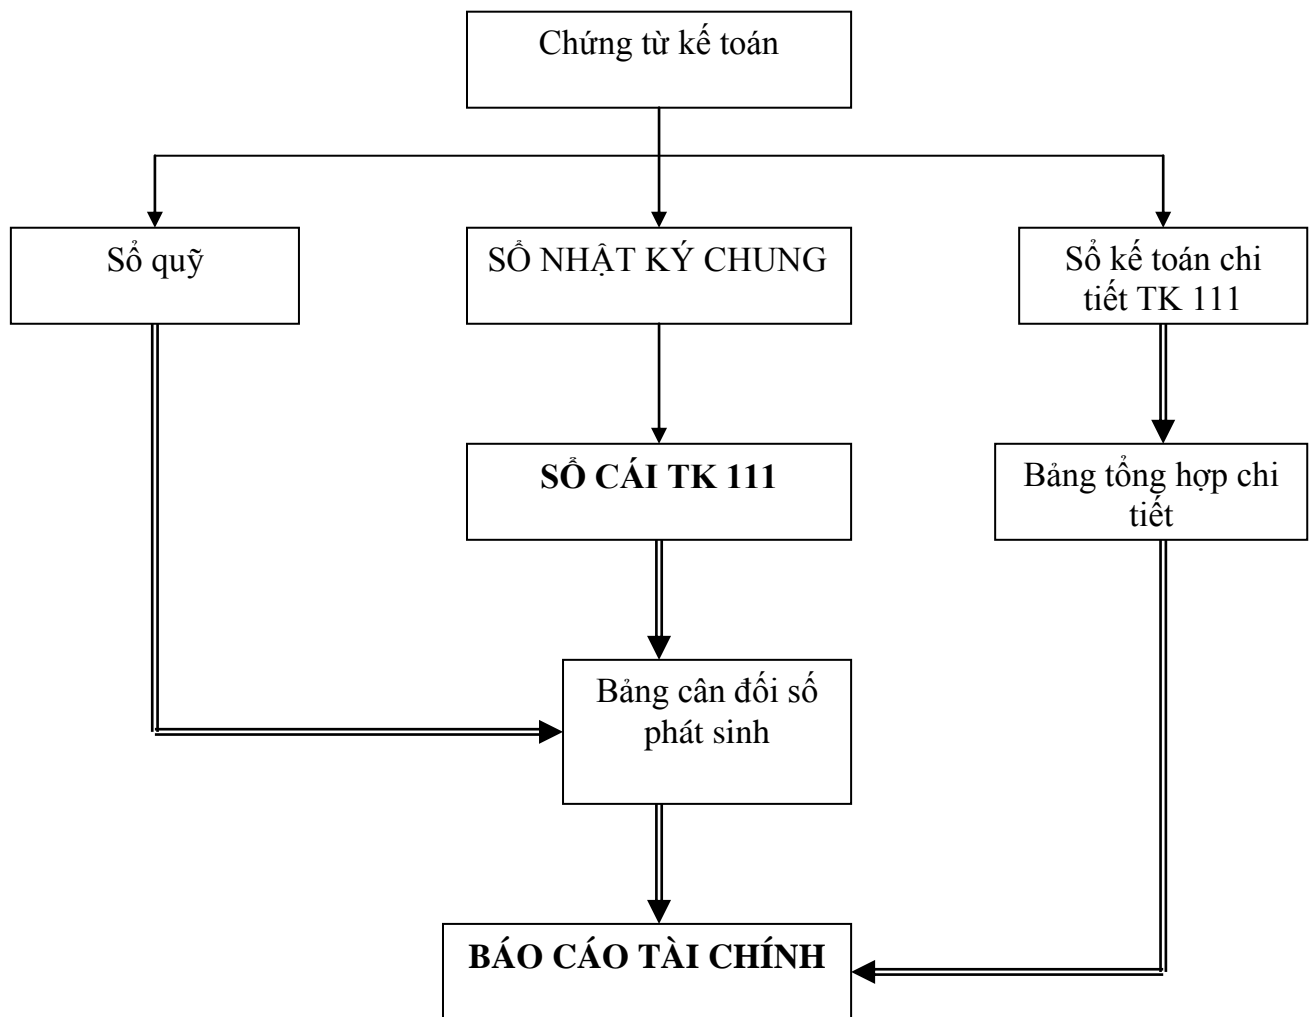 Chứng từ kế toán
Sổ quỹ
SỔ NHẬT KÝ CHUNG
Sổ kế toán chi
tiết TK 111
SỔ CÁI TK 111
Bảng tổng hợp chi
tiết
Bảng cân đối số
phát sinh
BÁO CÁO TÀI CHÍNH